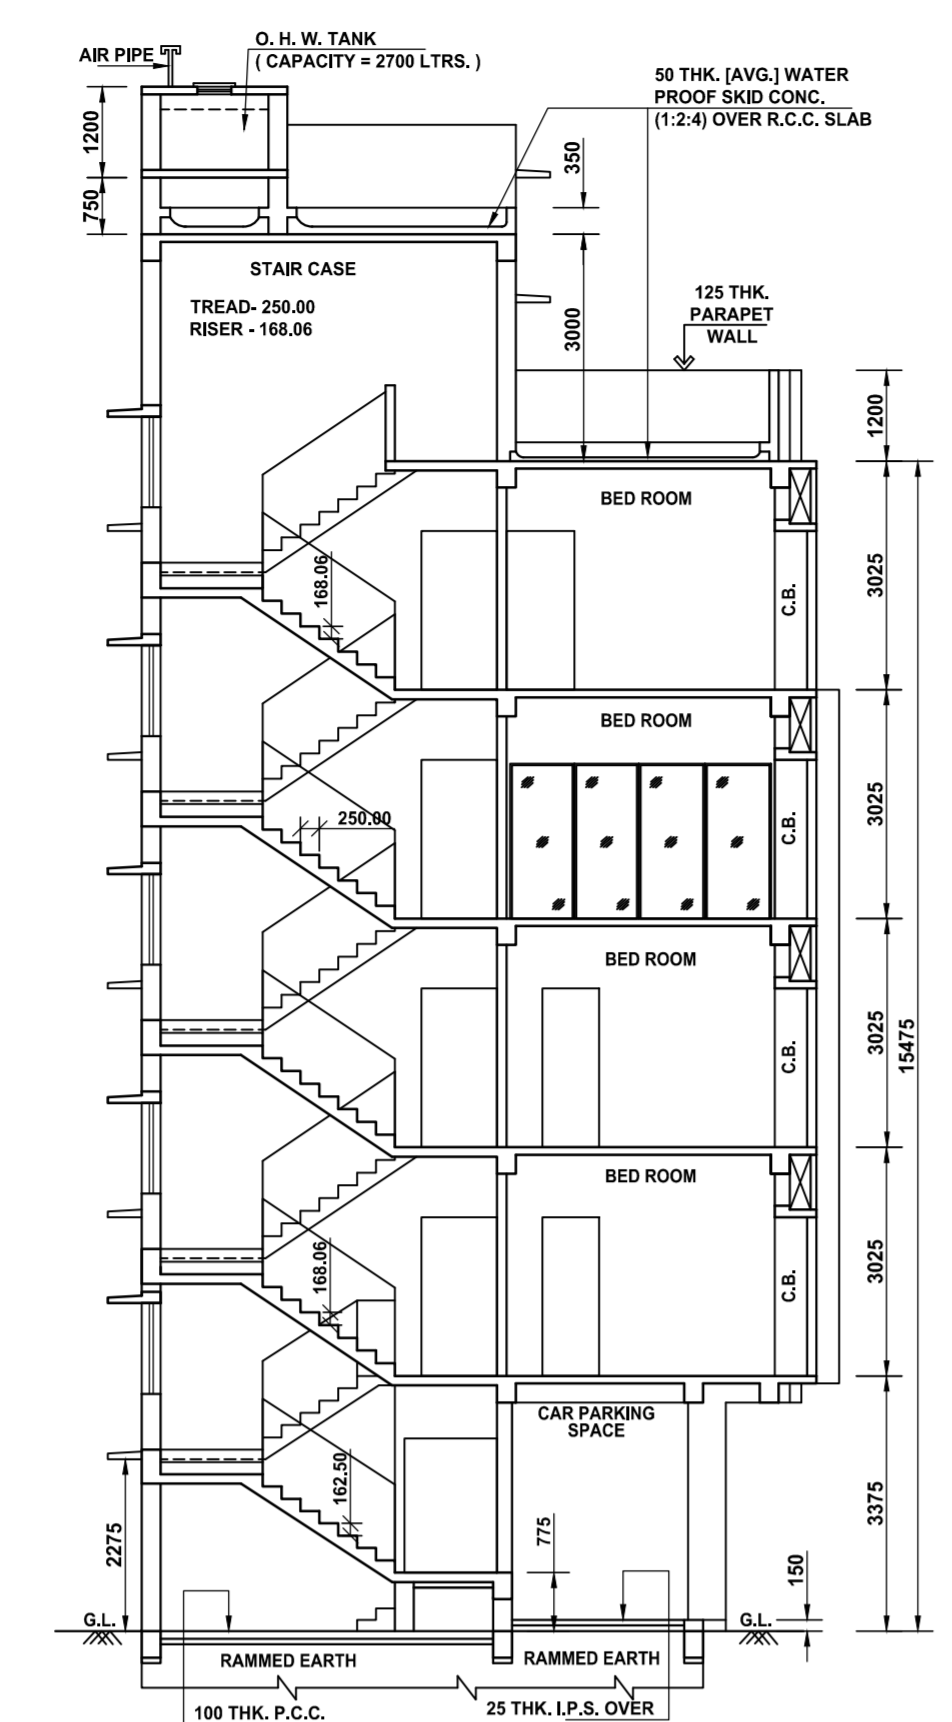 O. H. W. TANK
( CAPACITY = 2700 LTRS. )
AIR PIPE
50 THK. [AVG.] WATER
PROOF SKID CONC.
(1:2:4) OVER R.C.C. SLAB
1200
750
350
STAIR CASE
TREAD- 250.00
RISER - 168.06
3000
125 THK.
PARAPET
WALL
1200
BED ROOM
168.06
C.B.
3025
BED ROOM
250.00
C.B.
3025
BED ROOM
C.B.
3025
15475
BED ROOM
168.06
C.B.
3025
CAR PARKING
SPACE
162.50
775
2275
3375
150
G.L.
G.L.
RAMMED EARTH
RAMMED EARTH
100 THK. P.C.C.
25 THK. I.P.S. OVER